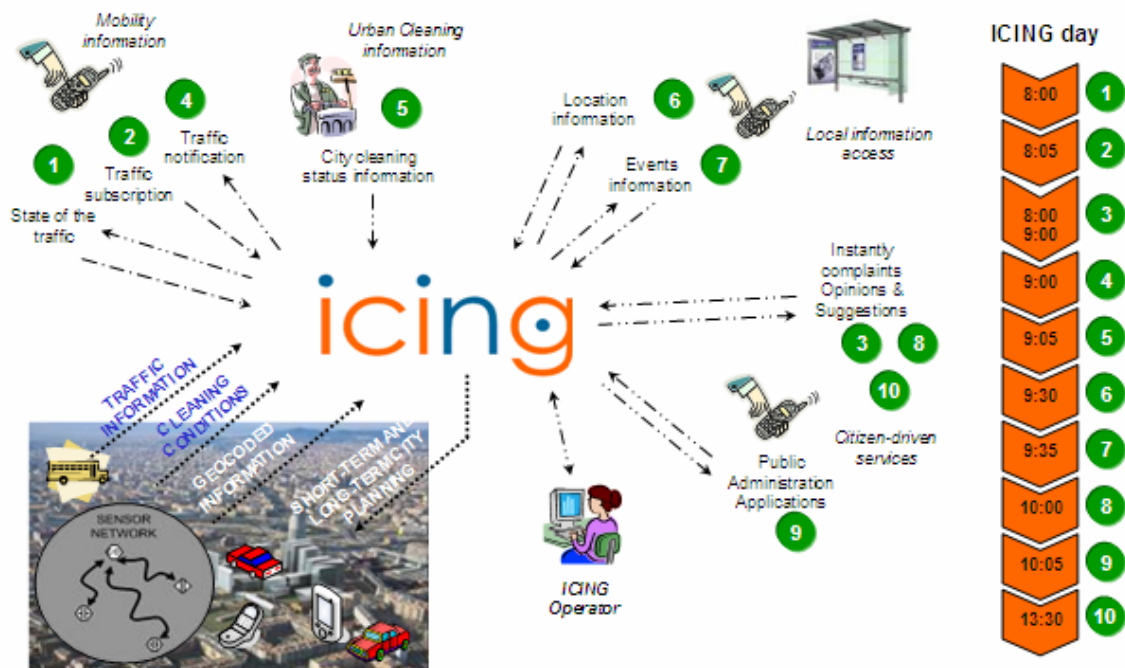 Mobility
information
4
2
Traffic
notification
1
Traffic
subscription
State of the
traffic
Urban Cleaning
information
5
City cleaning
status information
Location
information
6
7
Events
information
Local information
access
icing
Instantly
complaints
Opinions &
Suggestions
3
8
10
Citizen-driven
services
Public
Administration
Applications
9
ICING
Operator
TRAFFIC
INFORMATION
CLEANING
CONDITIONS
GEOCODED
INFORMATION
SHORT TERM AND
LONG TERM CITY
PLANNING
SENSOR
NETWORK
ICING day
8:00 1
8:05 2
8:00
9:00 3
9:00 4
9:05 5
9:30 6
9:35 7
10:00 8
10:05 9
13:30 10